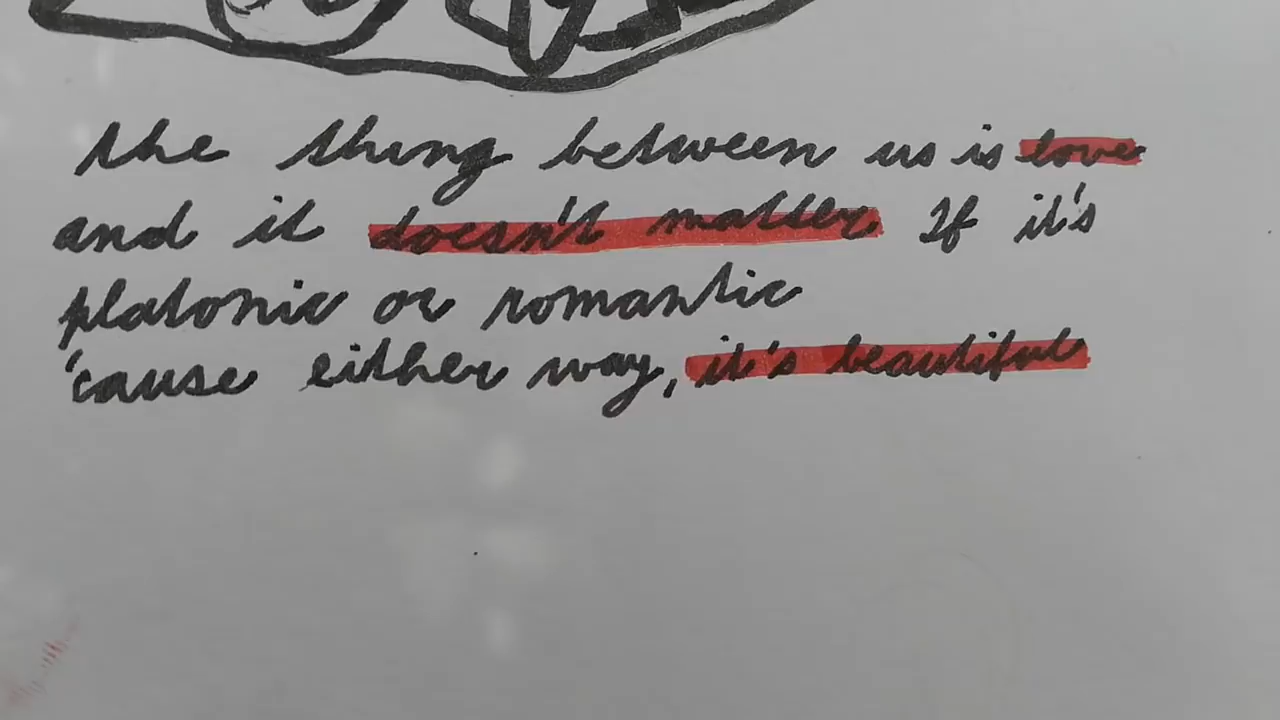 the thing between us is love
and it doesn't matter If it's
platonic or romantic
'cause either way, it's beautiful